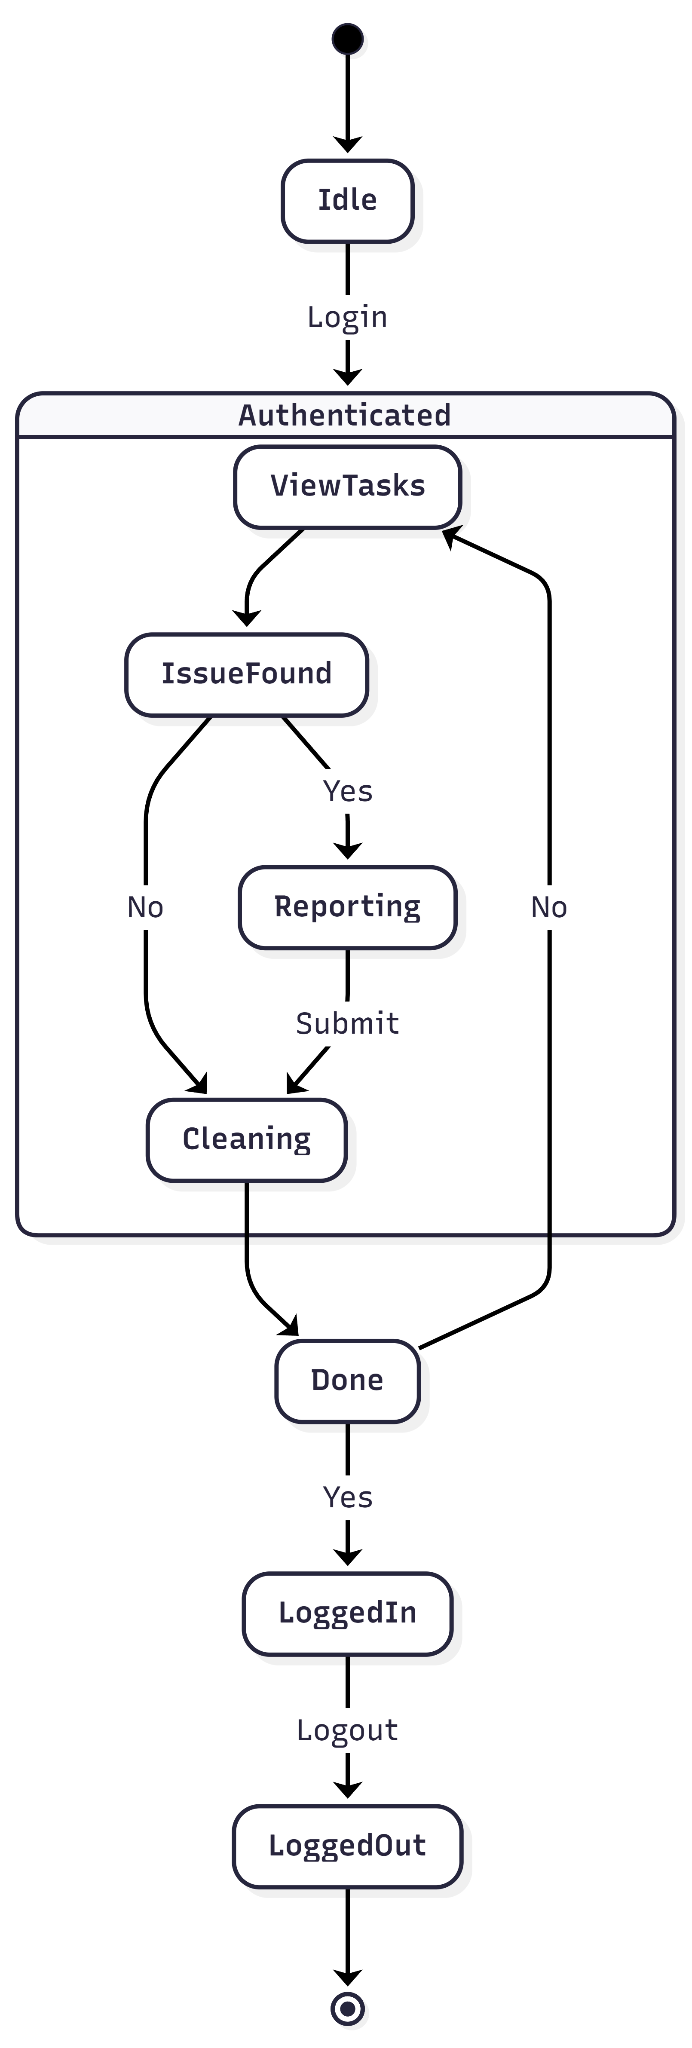 Idle
Login
Authenticated
ViewTasks
IssueFound
Yes
No
Reporting
No
Submit
Cleaning
Done
Yes
LoggedIn
Logout
LoggedOut